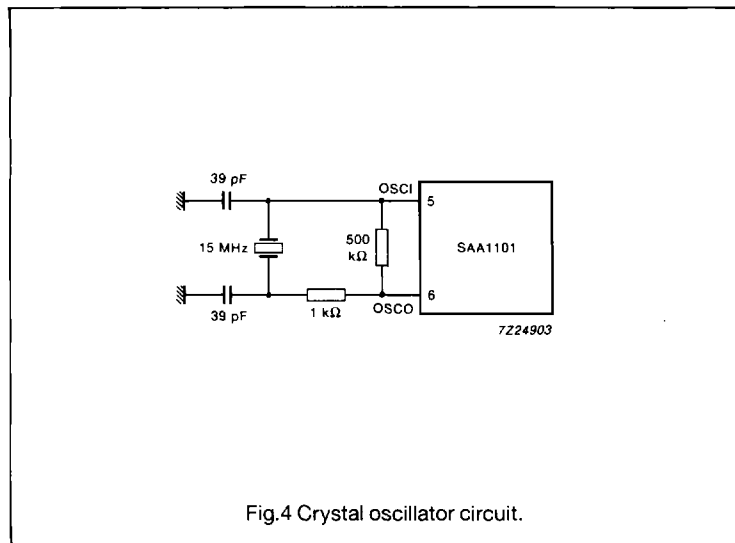 39 pF
OSCI
5
15 MHz
500
kΩ
SAA1101
39 pF
1 kΩ
OSCO
6
7Z24903
Fig.4 Crystal oscillator circuit.